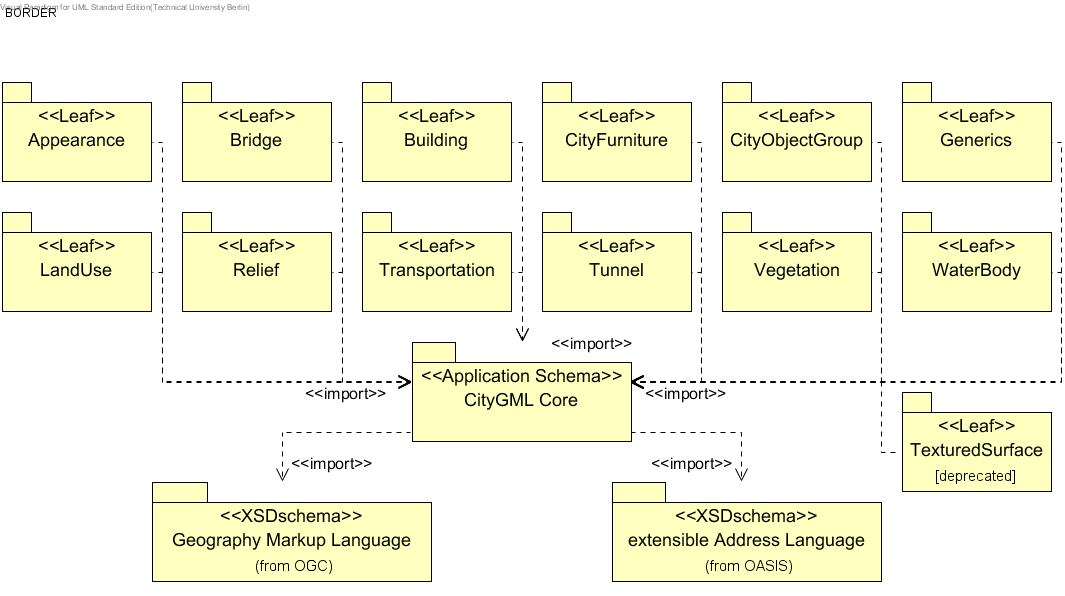 Visual Paradigm for UML Standard Edition(Technical University Berlin)
BORDER
<<Leaf>>
Appearance
<<Leaf>>
Bridge
<<Leaf>>
Building
<<Leaf>>
CityFurniture
<<Leaf>>
CityObjectGroup
<<Leaf>>
Generics
<<Leaf>>
LandUse
<<Leaf>>
Relief
<<Leaf>>
Transportation
<<Leaf>>
Tunnel
<<Leaf>>
Vegetation
<<Leaf>>
WaterBody
<<import>>
<<Application Schema>>
CityGML Core
<<import>>
<<import>>
<<Leaf>>
TexturedSurface
[deprecated]
<<import>>
<<import>>
<<XSDschema>>
Geography Markup Language
(from OGC)
<<XSDschema>>
extensible Address Language
(from OASIS)